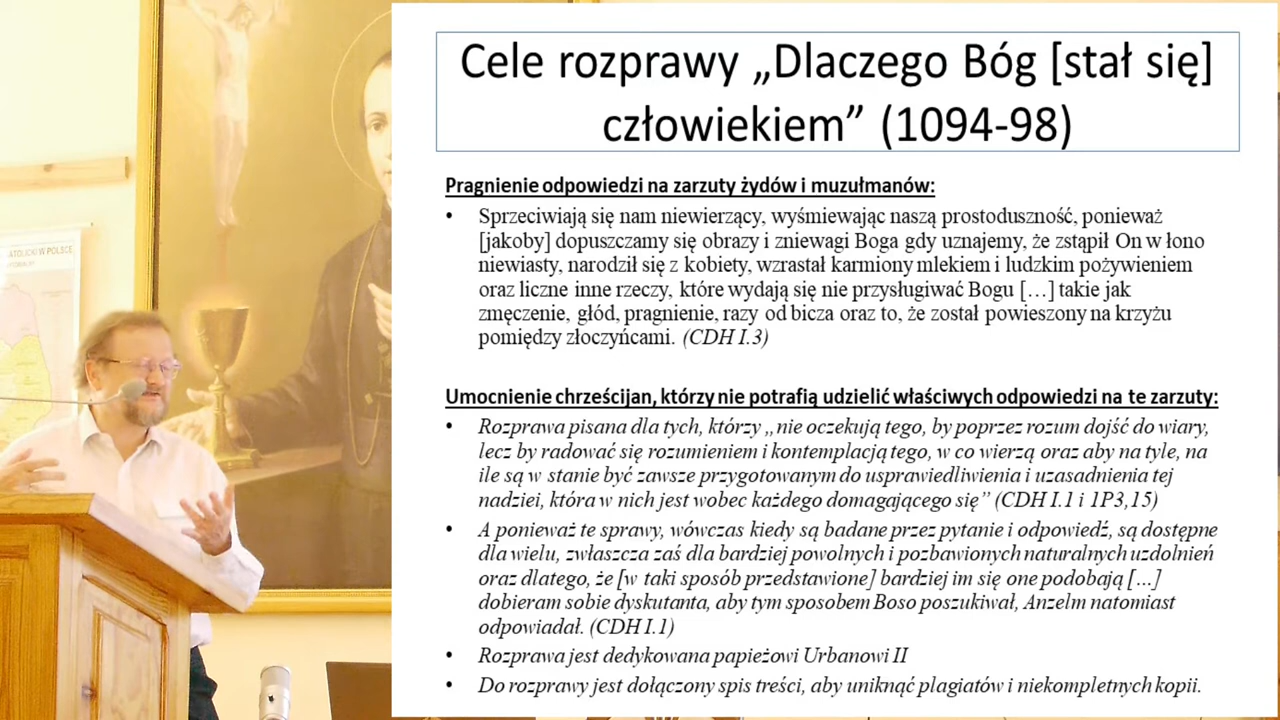 Cele rozprawy „Dlaczego Bóg [stał się]
człowiekiem” (1094-98)
Pragnienie odpowiedzi na zarzuty żydów i muzułmanów:
• Sprzeciwiają się nam niewierzący, wyśmiewając naszą prostoduszność, ponieważ
[jakoby] dopuszczamy się obrazy i zniewagi Boga gdy uznajemy, że zstąpił On w łono
niewiasty, narodził się z kobiety, wzrastał karmiony mlekiem i ludzkim pożywieniem
oraz liczne inne rzeczy, które wydają się nie przysługiwać Bogu […] takie jak
zmęczenie, głód, pragnienie, razy od bicza oraz to, że został powieszony na krzyżu
pomiędzy złoczyńcami. (CDH I.3)
Umocnienie chrześcijan, którzy nie potrafią udzielić właściwych odpowiedzi na te zarzuty:
• Rozprawa pisana dla tych, którzy „nie oczekują tego, by poprzez rozum dojść do wiary,
lecz by radować się rozumieniem i kontemplacją tego, w co wierzą oraz aby na tyle, na
ile są w stanie być zawsze przygotowanym do usprawiedliwienia i uzasadnienia tej
nadziei, która w nich jest wobec każdego domagającego się” (CDH I.1 i 1P3,15)
• A ponieważ te sprawy, wówczas kiedy są badane przez pytanie i odpowiedź, są dostępne
dla wielu, zwłaszcza zaś dla bardziej powolnych i pozbawionych naturalnych uzdolnień
oraz dlatego, że [w taki sposób przedstawione] bardziej im się one podobają […]
dobieram sobie dyskutanta, aby tym sposobem Boso poszukiwał, Anzelm natomiast
odpowiadał. (CDH I.1)
• Rozprawa jest dedykowana papieżowi Urbanowi II
• Do rozprawy jest dołączony spis treści, aby uniknąć plagiatów i niekompletnych kopii.
W POLSCE